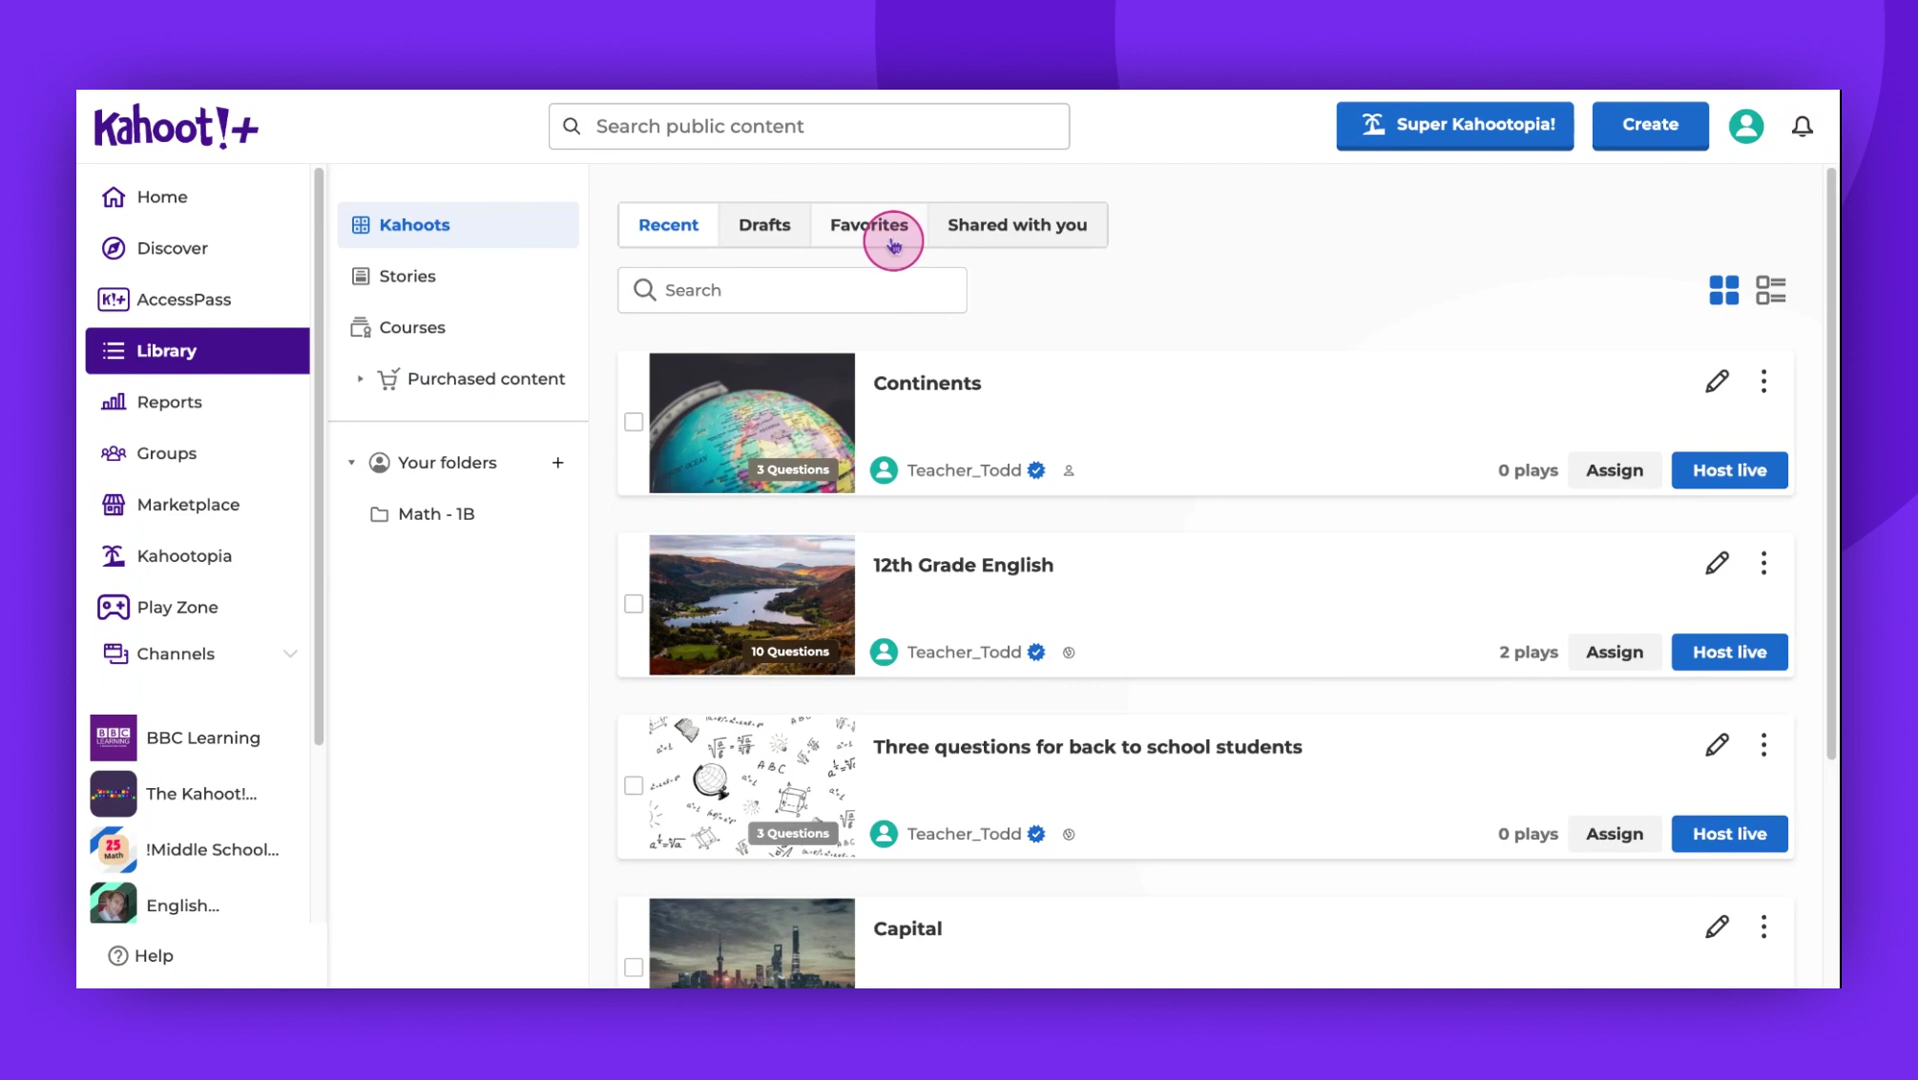 Kahoot!+
Search public content
Super Kahootopia!
Create
Home
Discover
K!+ AccessPass
Library
Reports
Groups
Marketplace
Kahootopia
Play Zone
Channels
BBC LEARNING
BBC Learning
The Kahoot!...
25 Math
!Middle School...
English...
Help
Kahoots
Stories
Courses
Purchased content
Your folders +
Math - 1B
Recent
Drafts
Favorites
Shared with you
Search
Continents
3 Questions
Teacher_Todd
0 plays
Assign
Host live
12th Grade English
10 Questions
Teacher_Todd
2 plays
Assign
Host live
Three questions for back to school students
3 Questions
Teacher_Todd
0 plays
Assign
Host live
Capital